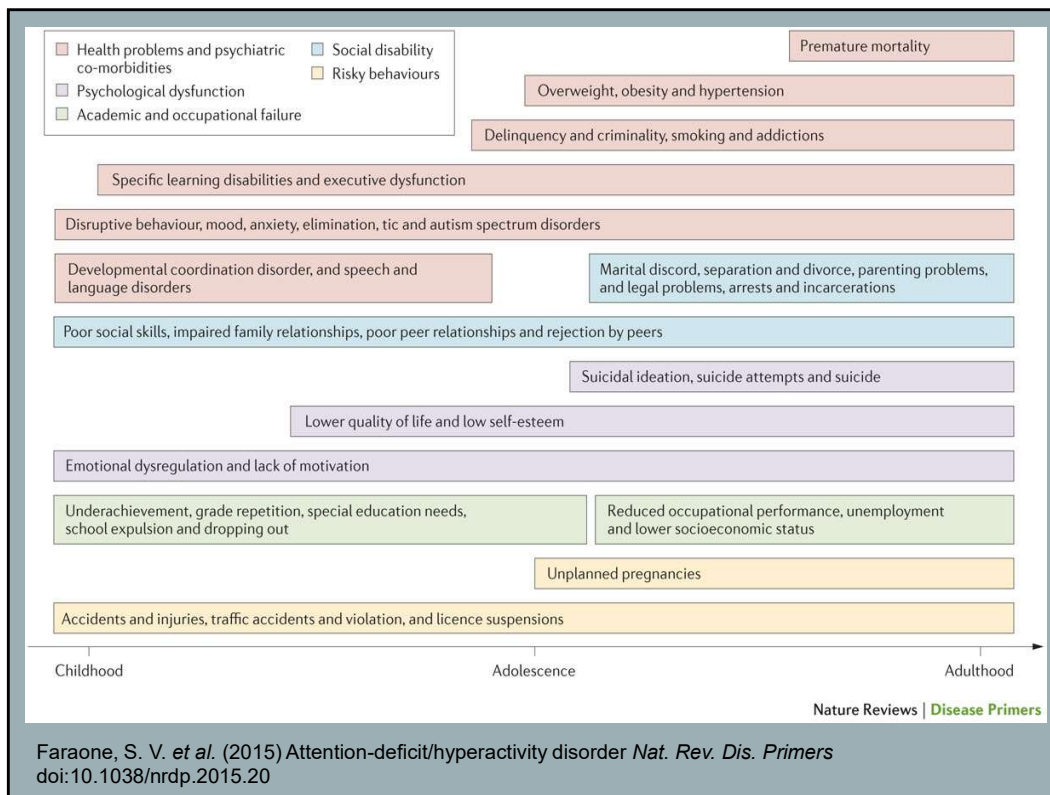 Health problems and psychiatric
co-morbidities
Psychological dysfunction
Academic and occupational failure
Social disability
Risky behaviours
Premature mortality
Overweight, obesity and hypertension
Delinquency and criminality, smoking and addictions
Specific learning disabilities and executive dysfunction
Disruptive behaviour, mood, anxiety, elimination, tic and autism spectrum disorders
Developmental coordination disorder, and speech and
language disorders
Marital discord, separation and divorce, parenting problems,
and legal problems, arrests and incarcerations
Poor social skills, impaired family relationships, poor peer relationships and rejection by peers
Suicidal ideation, suicide attempts and suicide
Lower quality of life and low self-esteem
Emotional dysregulation and lack of motivation
Underachievement, grade repetition, special education needs,
school expulsion and dropping out
Reduced occupational performance, unemployment
and lower socioeconomic status
Unplanned pregnancies
Accidents and injuries, traffic accidents and violation, and licence suspensions
Childhood
Adolescence
Adulthood
Nature Reviews | Disease Primers
Faraone, S. V. et al. (2015) Attention-deficit/hyperactivity disorder Nat. Rev. Dis. Primers
doi:10.1038/nrdp.2015.20